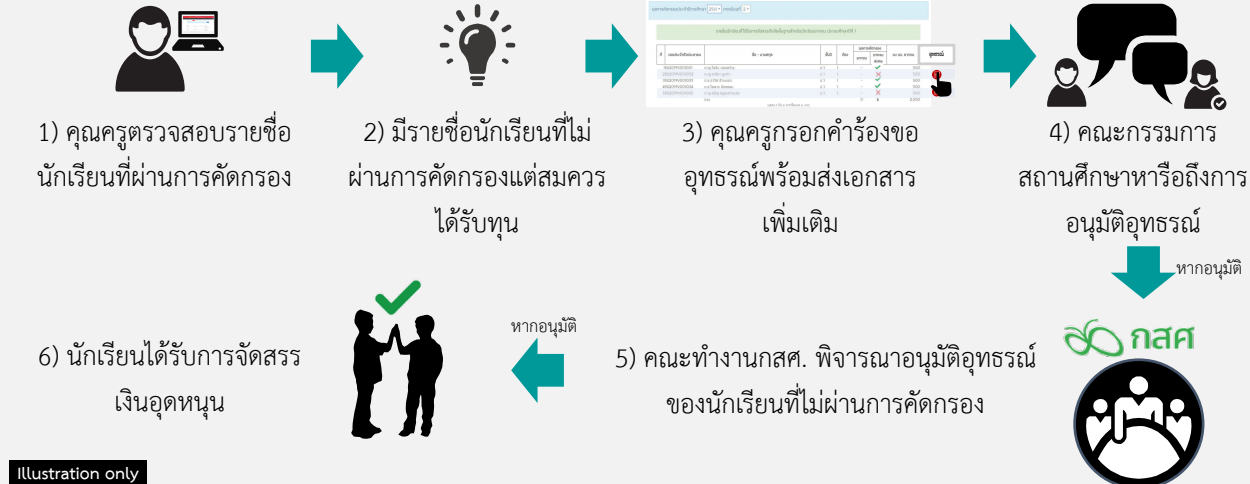 1) คุณครูตรวจสอบรายชื่อ
นักเรียนที่ผ่านการคัดกรอง
2) มีรายชื่อนักเรียนที่ไม่
ผ่านการคัดกรองแต่สมควร
ได้รับทุน
อุทธรณ์
3) คุณครูกรอกคำร้องขอ
อุทธรณ์พร้อมส่งเอกสาร
เพิ่มเติม
4) คณะกรรมการ
สถานศึกษาหารือถึงการ
อนุมัติอุทธรณ์
หากอนุมัติ
กสศ
5) คณะทำงานกสศ. พิจารณาอนุมัติอุทธรณ์
ของนักเรียนที่ไม่ผ่านการคัดกรอง
หากอนุมัติ
6) นักเรียนได้รับการจัดสรร
เงินอุดหนุน
Illustration only